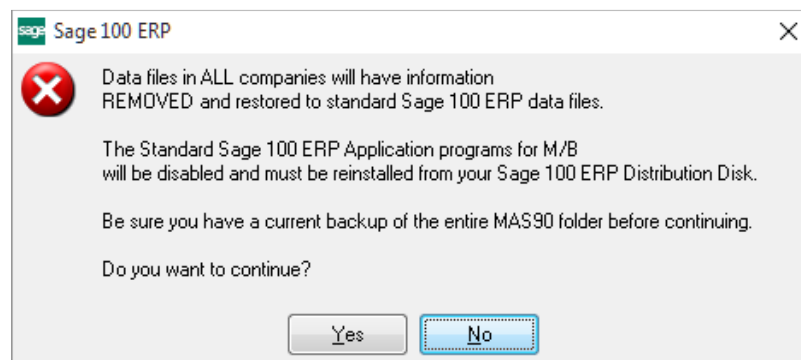 sage Sage 100 ERP
Data files in ALL companies will have information
REMOVED and restored to standard Sage 100 ERP data files.
The Standard Sage 100 ERP Application programs for M/B
will be disabled and must be reinstalled from your Sage 100 ERP Distribution Disk.
Be sure you have a current backup of the entire MAS90 folder before continuing.
Do you want to continue?
Yes No